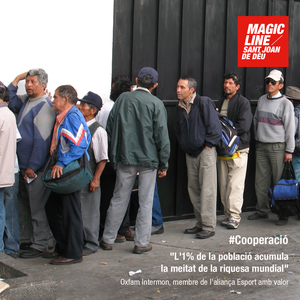 MAGIC
LINE
SANT JOAN
DE DÉU
#Cooperació
"L'1% de la població acumula
la meitat de la riquesa mundial"
Oxfam Intermon, membre de l'aliança Esport amb valor